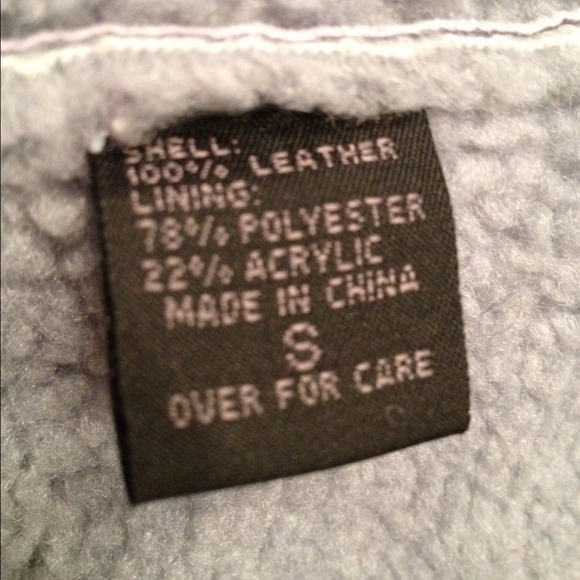 SHELL:
100% LEATHER
LINING:
78% POLYESTER
22% ACRYLIC
MADE IN CHINA
S
OVER FOR CARE